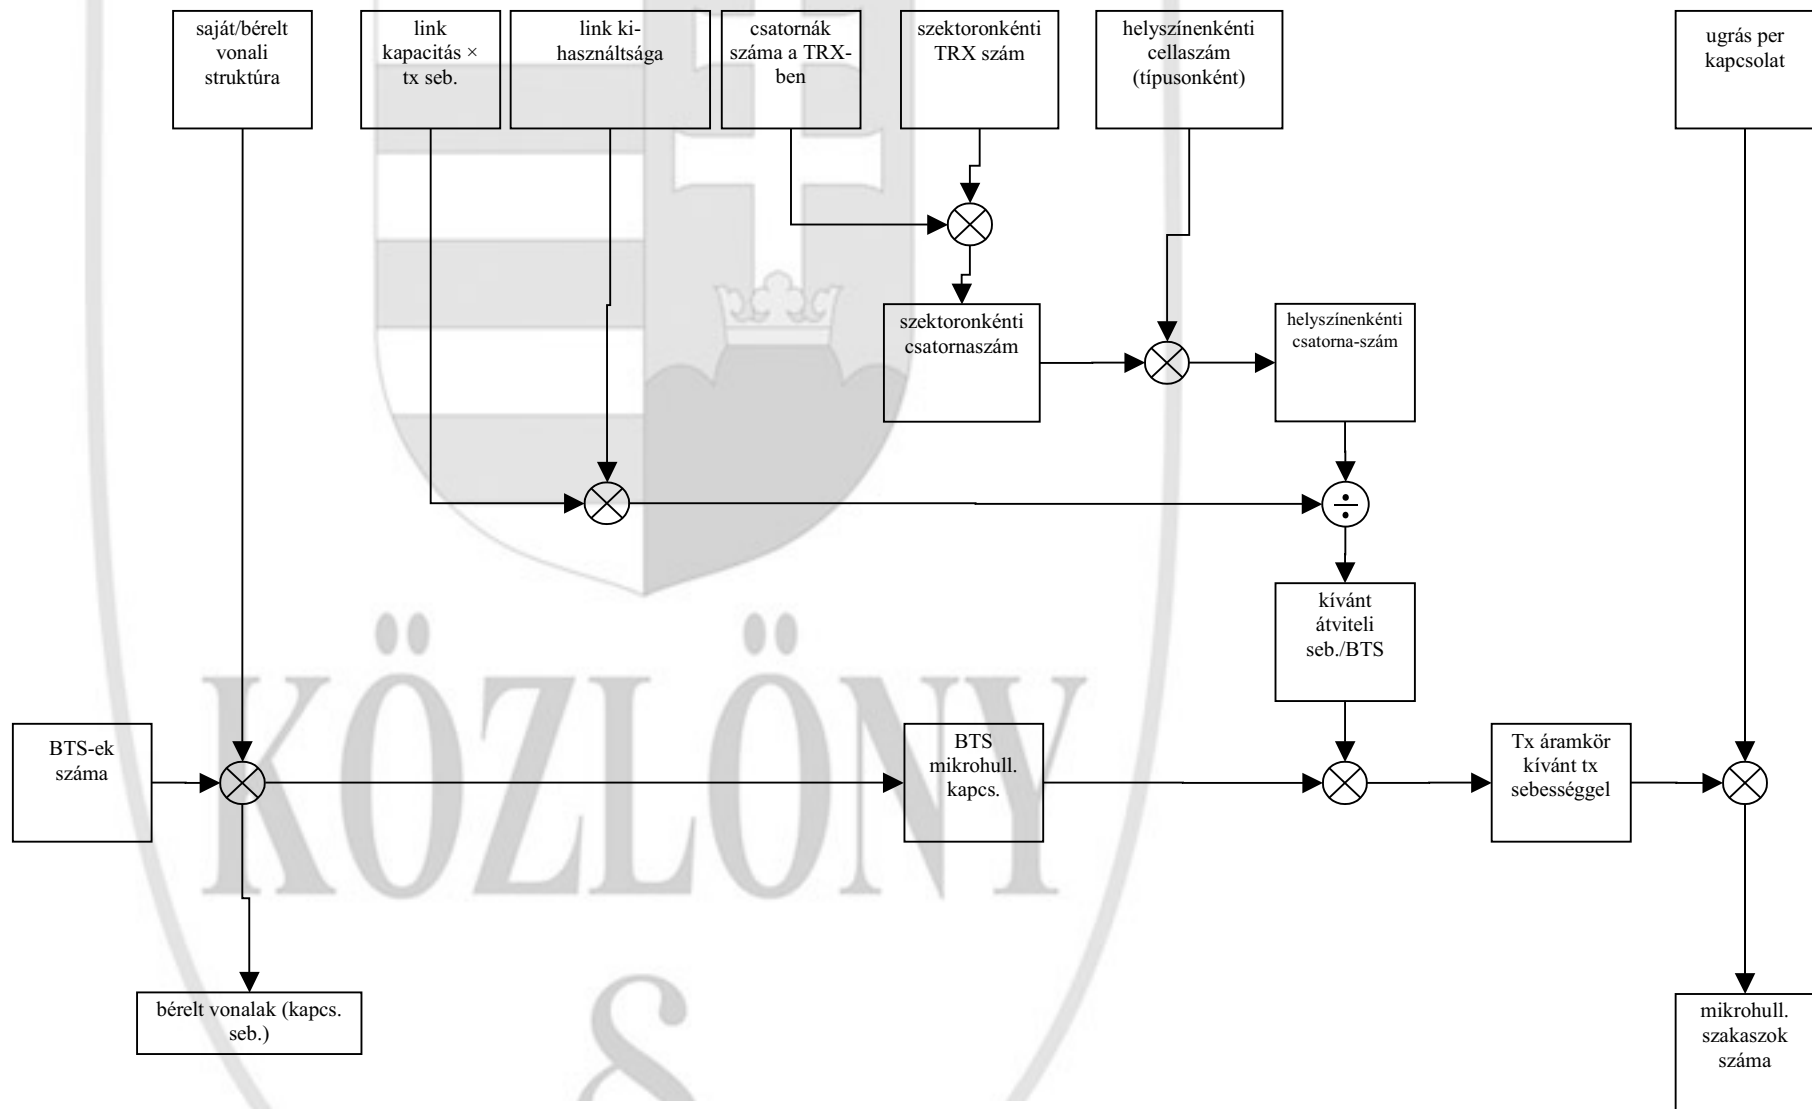 saját/bérelt
vonali
struktúra
link
kapacitás ×
tx seb.
link ki-
használtsága
csatornák
száma a TRX-
ben
szektoronkénti
TRX szám
helyszínenkénti
cellaszám
(típusonként)
ugrás per
kapcsolat
szektoronkénti
csatornaszám
helyszínenkénti
csatorna-szám
kívánt
átviteli
seb./BTS
KÖZLÖNY
BTS-ek
száma
BTS
mikrohull.
kapcs.
Tx áramkör
kívánt tx
sebességgel
bérelt vonalak (kapcs.
seb.)
mikrohull.
szakaszok
száma
§